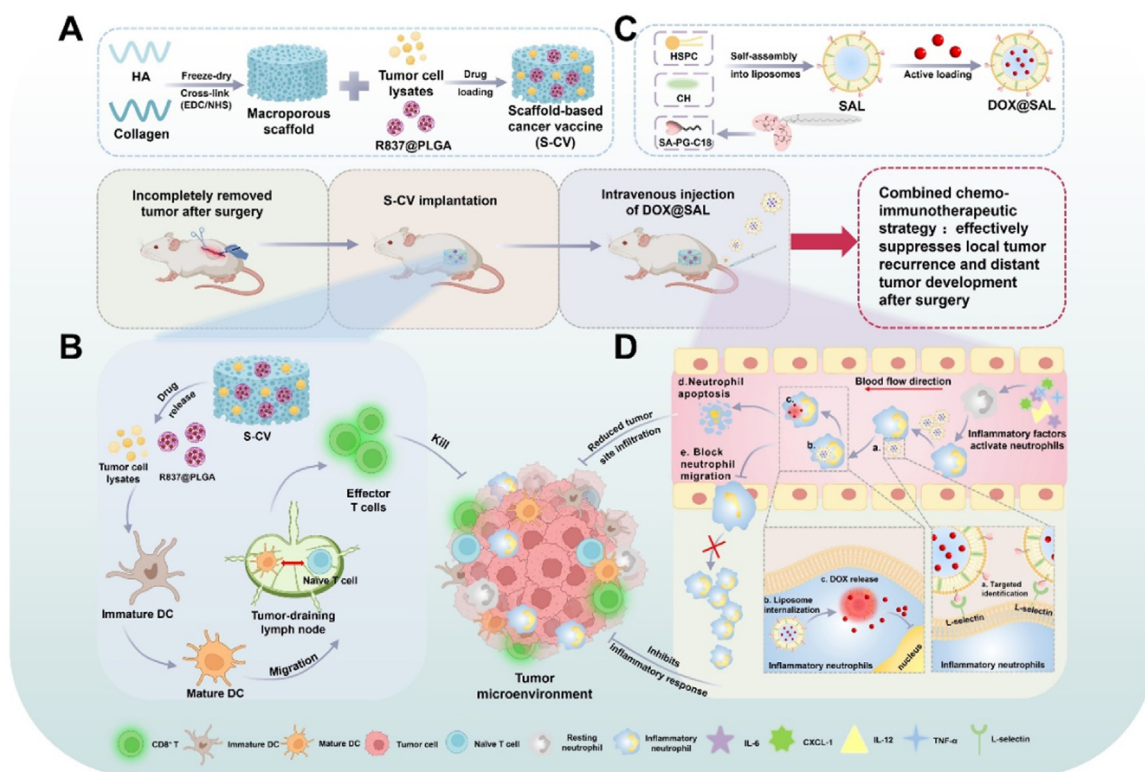 A
HA
Collagen
Freeze-dry
Cross-link
(EDC/NHS)
Macroporous
scaffold
Tumor cell
lysates
R837@PLGA
Drug
loading
Scaffold-based
cancer vaccine
(S-CV)
C
HSPC
CH
SA-PG-C18
Self-assembly
into liposomes
SAL
Active loading
DOX@SAL
Incompletely removed
tumor after surgery
S-CV implantation
Intravenous injection
of DOX@SAL
Combined chemo-
immunotherapeutic
strategy : effectively
suppresses local tumor
recurrence and distant
tumor development
after surgery
B
Drug
release
S-CV
Tumor cell
lysates
R837@PLGA
Immature DC
Mature DC
Migration
Naïve T cell
Tumor-draining
lymph node
Effector
T cells
Kill
Tumor
microenvironment
D
d.Neutrophil
apoptosis
Reduced tumor
site infiltration
e. Block
neutrophil
migration
c.
b.
a.
Blood flow direction
Inflammatory factors
activate neutrophils
c. DOX release
b. Liposome
internalization
Inflammatory neutrophils
nucleus
a. Targeted
identification
L-selectin
L-selectin
Inflammatory neutrophils
Inhibits
Inflammatory response
CD8⁺ T
Immature DC
Mature DC
Tumor cell
Naïve T cell
Resting
neutrophil
Inflammatory
neutrophil
IL-6
CXCL-1
IL-12
TNF-α
L-selectin